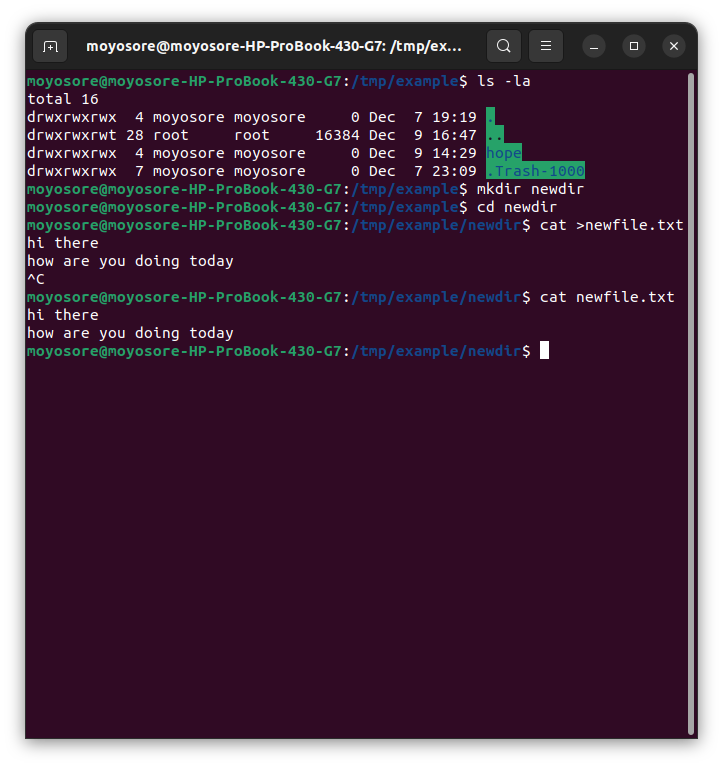 moyosore@moyosore-HP-ProBook-430-G7: /tmp/ex...
moyosore@moyosore-HP-ProBook-430-G7:/tmp/example$ ls -la
total 16
drwxrwxrwx  4 moyosore moyosore     0 Dec  7 19:19 .
drwxrwxrwt 28 root     root     16384 Dec  9 16:47 ..
drwxrwxrwx  4 moyosore moyosore     0 Dec  9 14:29 hope
drwxrwxrwx  7 moyosore moyosore     0 Dec  7 23:09 .Trash-1000
moyosore@moyosore-HP-ProBook-430-G7:/tmp/example$ mkdir newdir
moyosore@moyosore-HP-ProBook-430-G7:/tmp/example$ cd newdir
moyosore@moyosore-HP-ProBook-430-G7:/tmp/example/newdir$ cat >newfile.txt
hi there
how are you doing today
^C
moyosore@moyosore-HP-ProBook-430-G7:/tmp/example/newdir$ cat newfile.txt
hi there
how are you doing today
moyosore@moyosore-HP-ProBook-430-G7:/tmp/example/newdir$